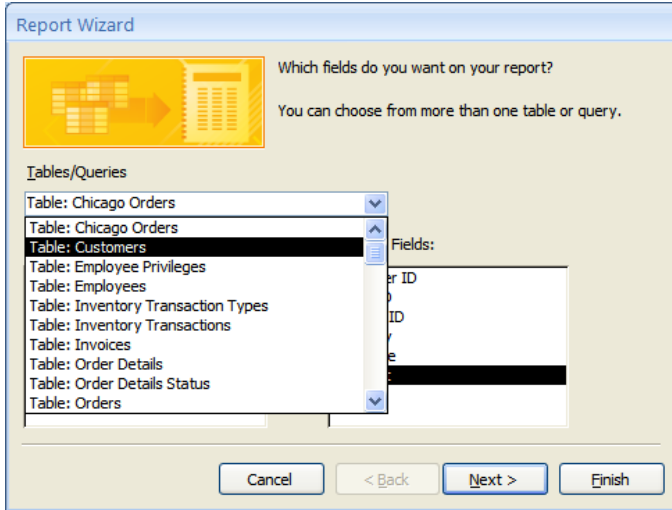 Report Wizard
Which fields do you want on your report?
You can choose from more than one table or query.
Tables/Queries
Table: Chicago Orders
Table: Chicago Orders
Table: Customers
Table: Employee Privileges
Table: Employees
Table: Inventory Transaction Types
Table: Inventory Transactions
Table: Invoices
Table: Order Details
Table: Order Details Status
Table: Orders
Fields:
ID
ID
Cancel
< Back
Next >
Finish